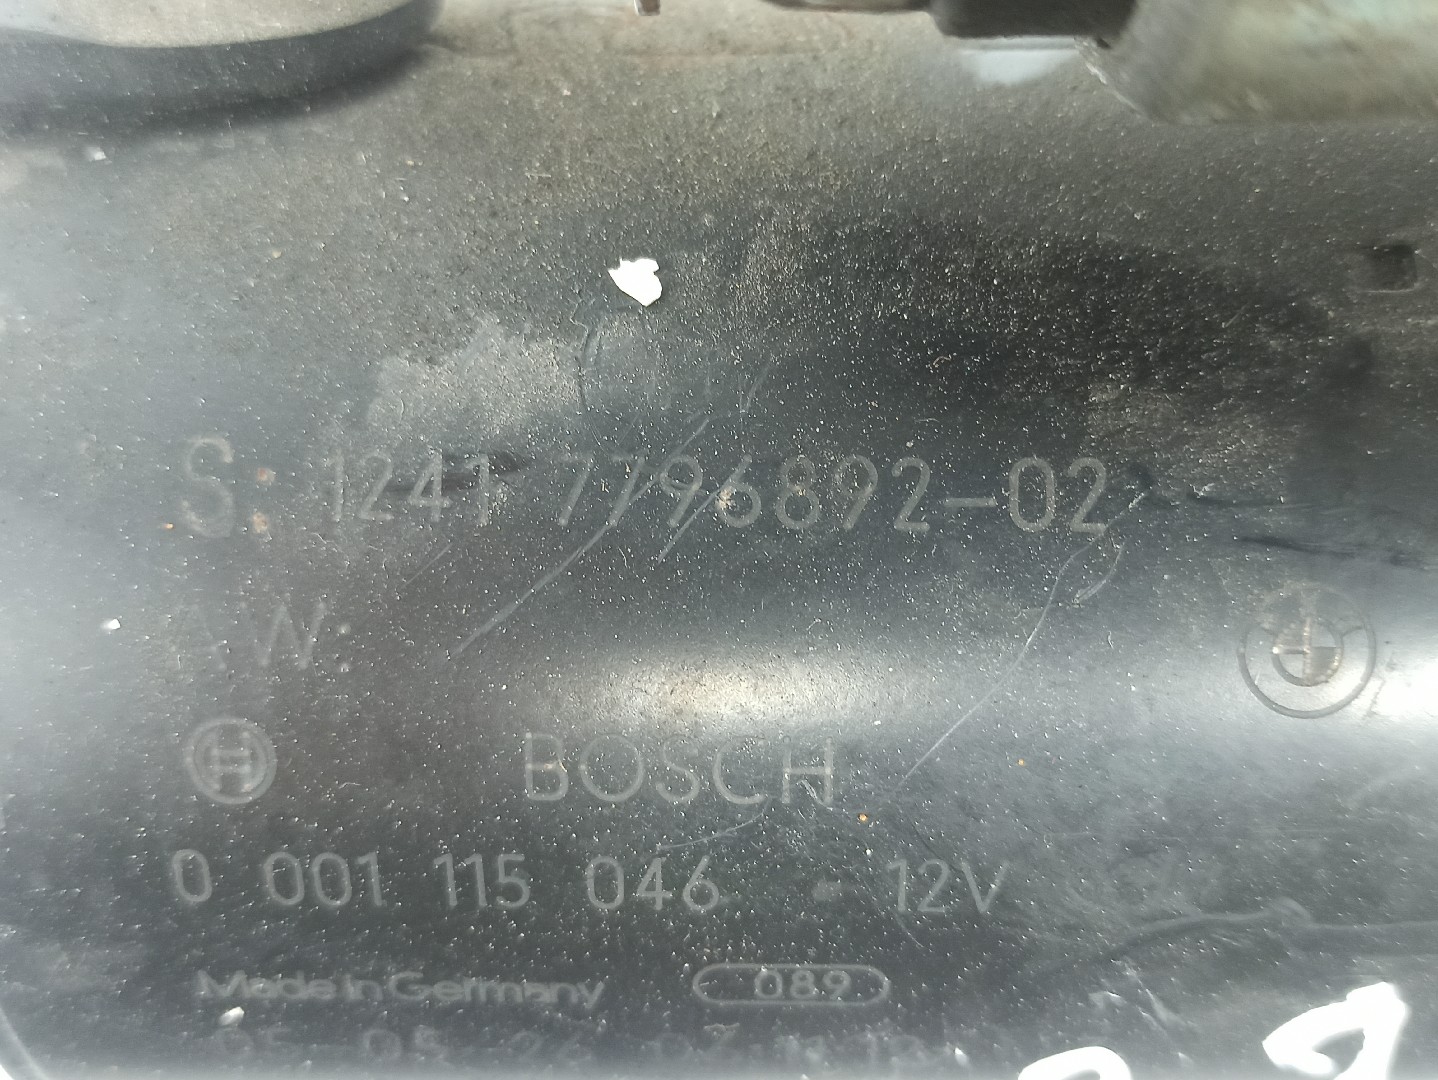 S. 1241 7796892-02
W.
BOSCH
0 001 115 046 - 12V
Made in Germany 089